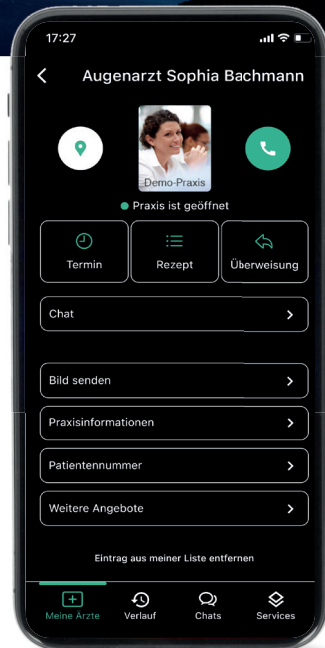 17:27
Augenarzt Sophia Bachmann
Demo-Praxis
Praxis ist geöffnet
Termin
Rezept
Überweisung
Chat
Bild senden
Praxisinformationen
Patientennummer
Weitere Angebote
Eintrag aus meiner Liste entfernen
Meine Ärzte
Verlauf
Chats
Services